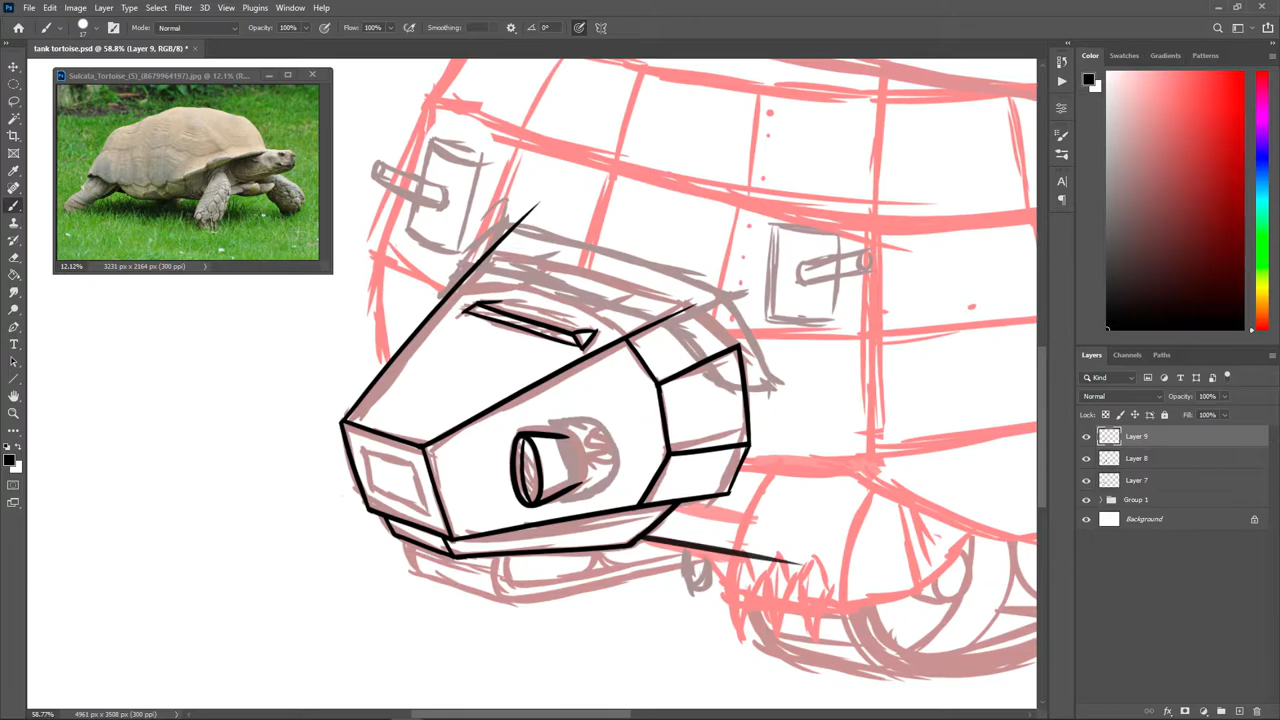 File Edit Image Layer Type Select Filter 3D View Plugins Window Help
17 Mode: Normal Opacity: 100% Flow: 100% Smoothing: 0°
tank tortoise.psd @ 58.8% (Layer 9, RGB/8) *
Sulcata_Tortoise_(S)_(8679964197).jpg @ 12.1% (R...
12.12% 3231 px x 2164 px (300 ppi)
Color Swatches Gradients Patterns
Layers Channels Paths
Kind
Normal Opacity: 100%
Lock: Fill: 100%
Layer 9
Layer 8
Layer 7
Group 1
Background
58.77% 4961 px x 3508 px (300 ppi)